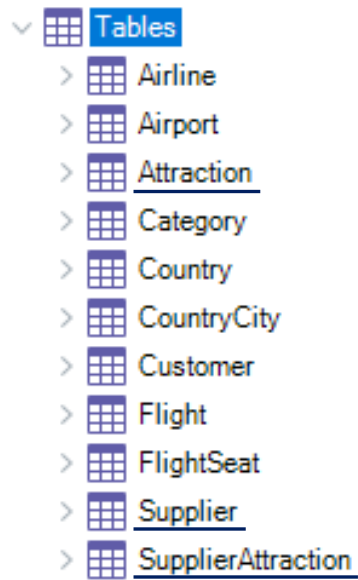 Tables
Airline
Airport
Attraction
Category
Country
CountryCity
Customer
Flight
FlightSeat
Supplier
SupplierAttraction